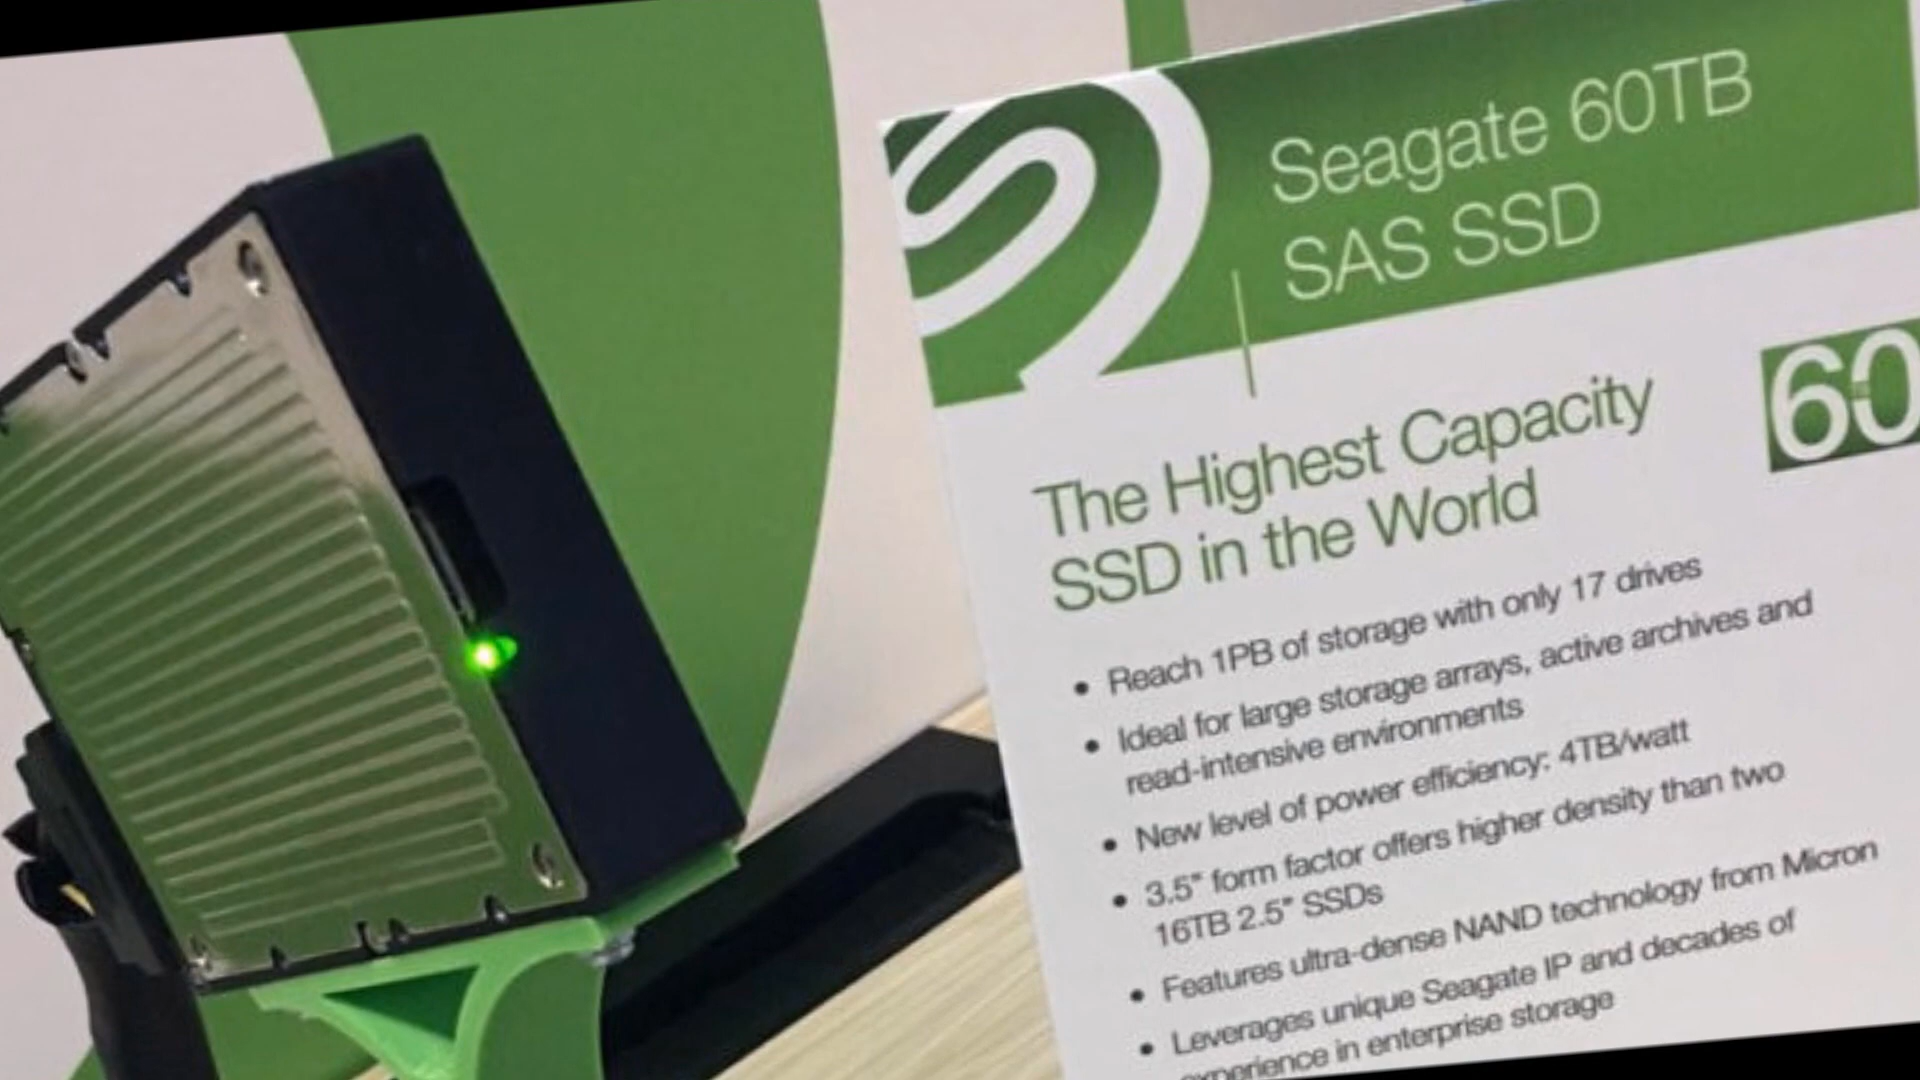 Seagate 60TB
SAS SSD
60
The Highest Capacity
SSD in the World
• Reach 1PB of storage with only 17 drives
• Ideal for large storage arrays, active archives and
read-intensive environments
• New level of power efficiency: 4TB/watt
• 3.5" form factor offers higher density than two
16TB 2.5" SSDs
• Features ultra-dense NAND technology from Micron
• Leverages unique Seagate IP and decades of
experience in enterprise storage